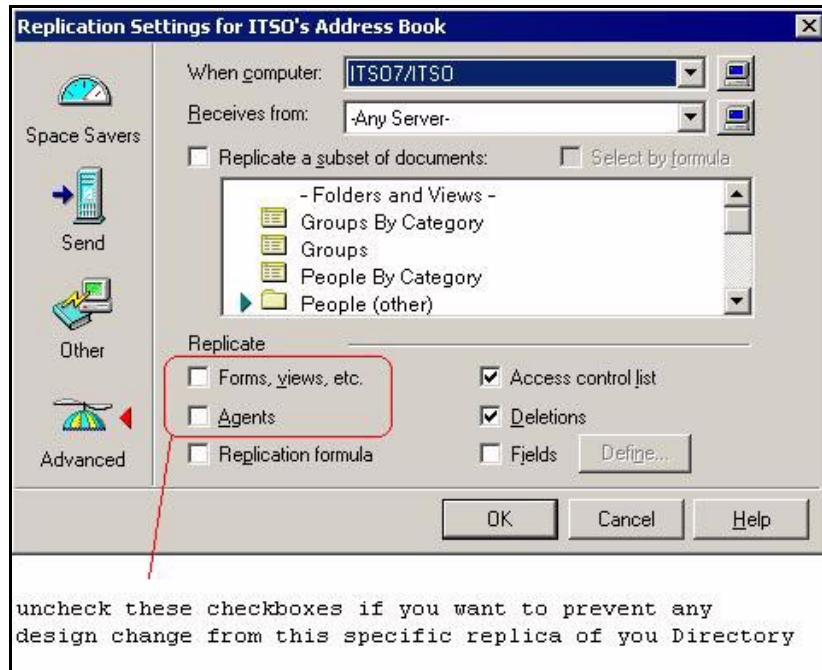 Replication Settings for ITSO's Address Book
When computer: ITSO7/ITSO
Receives from: -Any Server-
Replicate a subset of documents: Select by formula
- Folders and Views -
Groups By Category
Groups
People By Category
People (other)
Space Savers
Send
Other
Advanced
Replicate
Forms, views, etc. Access control list
Agents Deletions
Replication formula Fields Define...
OK Cancel Help
uncheck these checkboxes if you want to prevent any
design change from this specific replica of you Directory